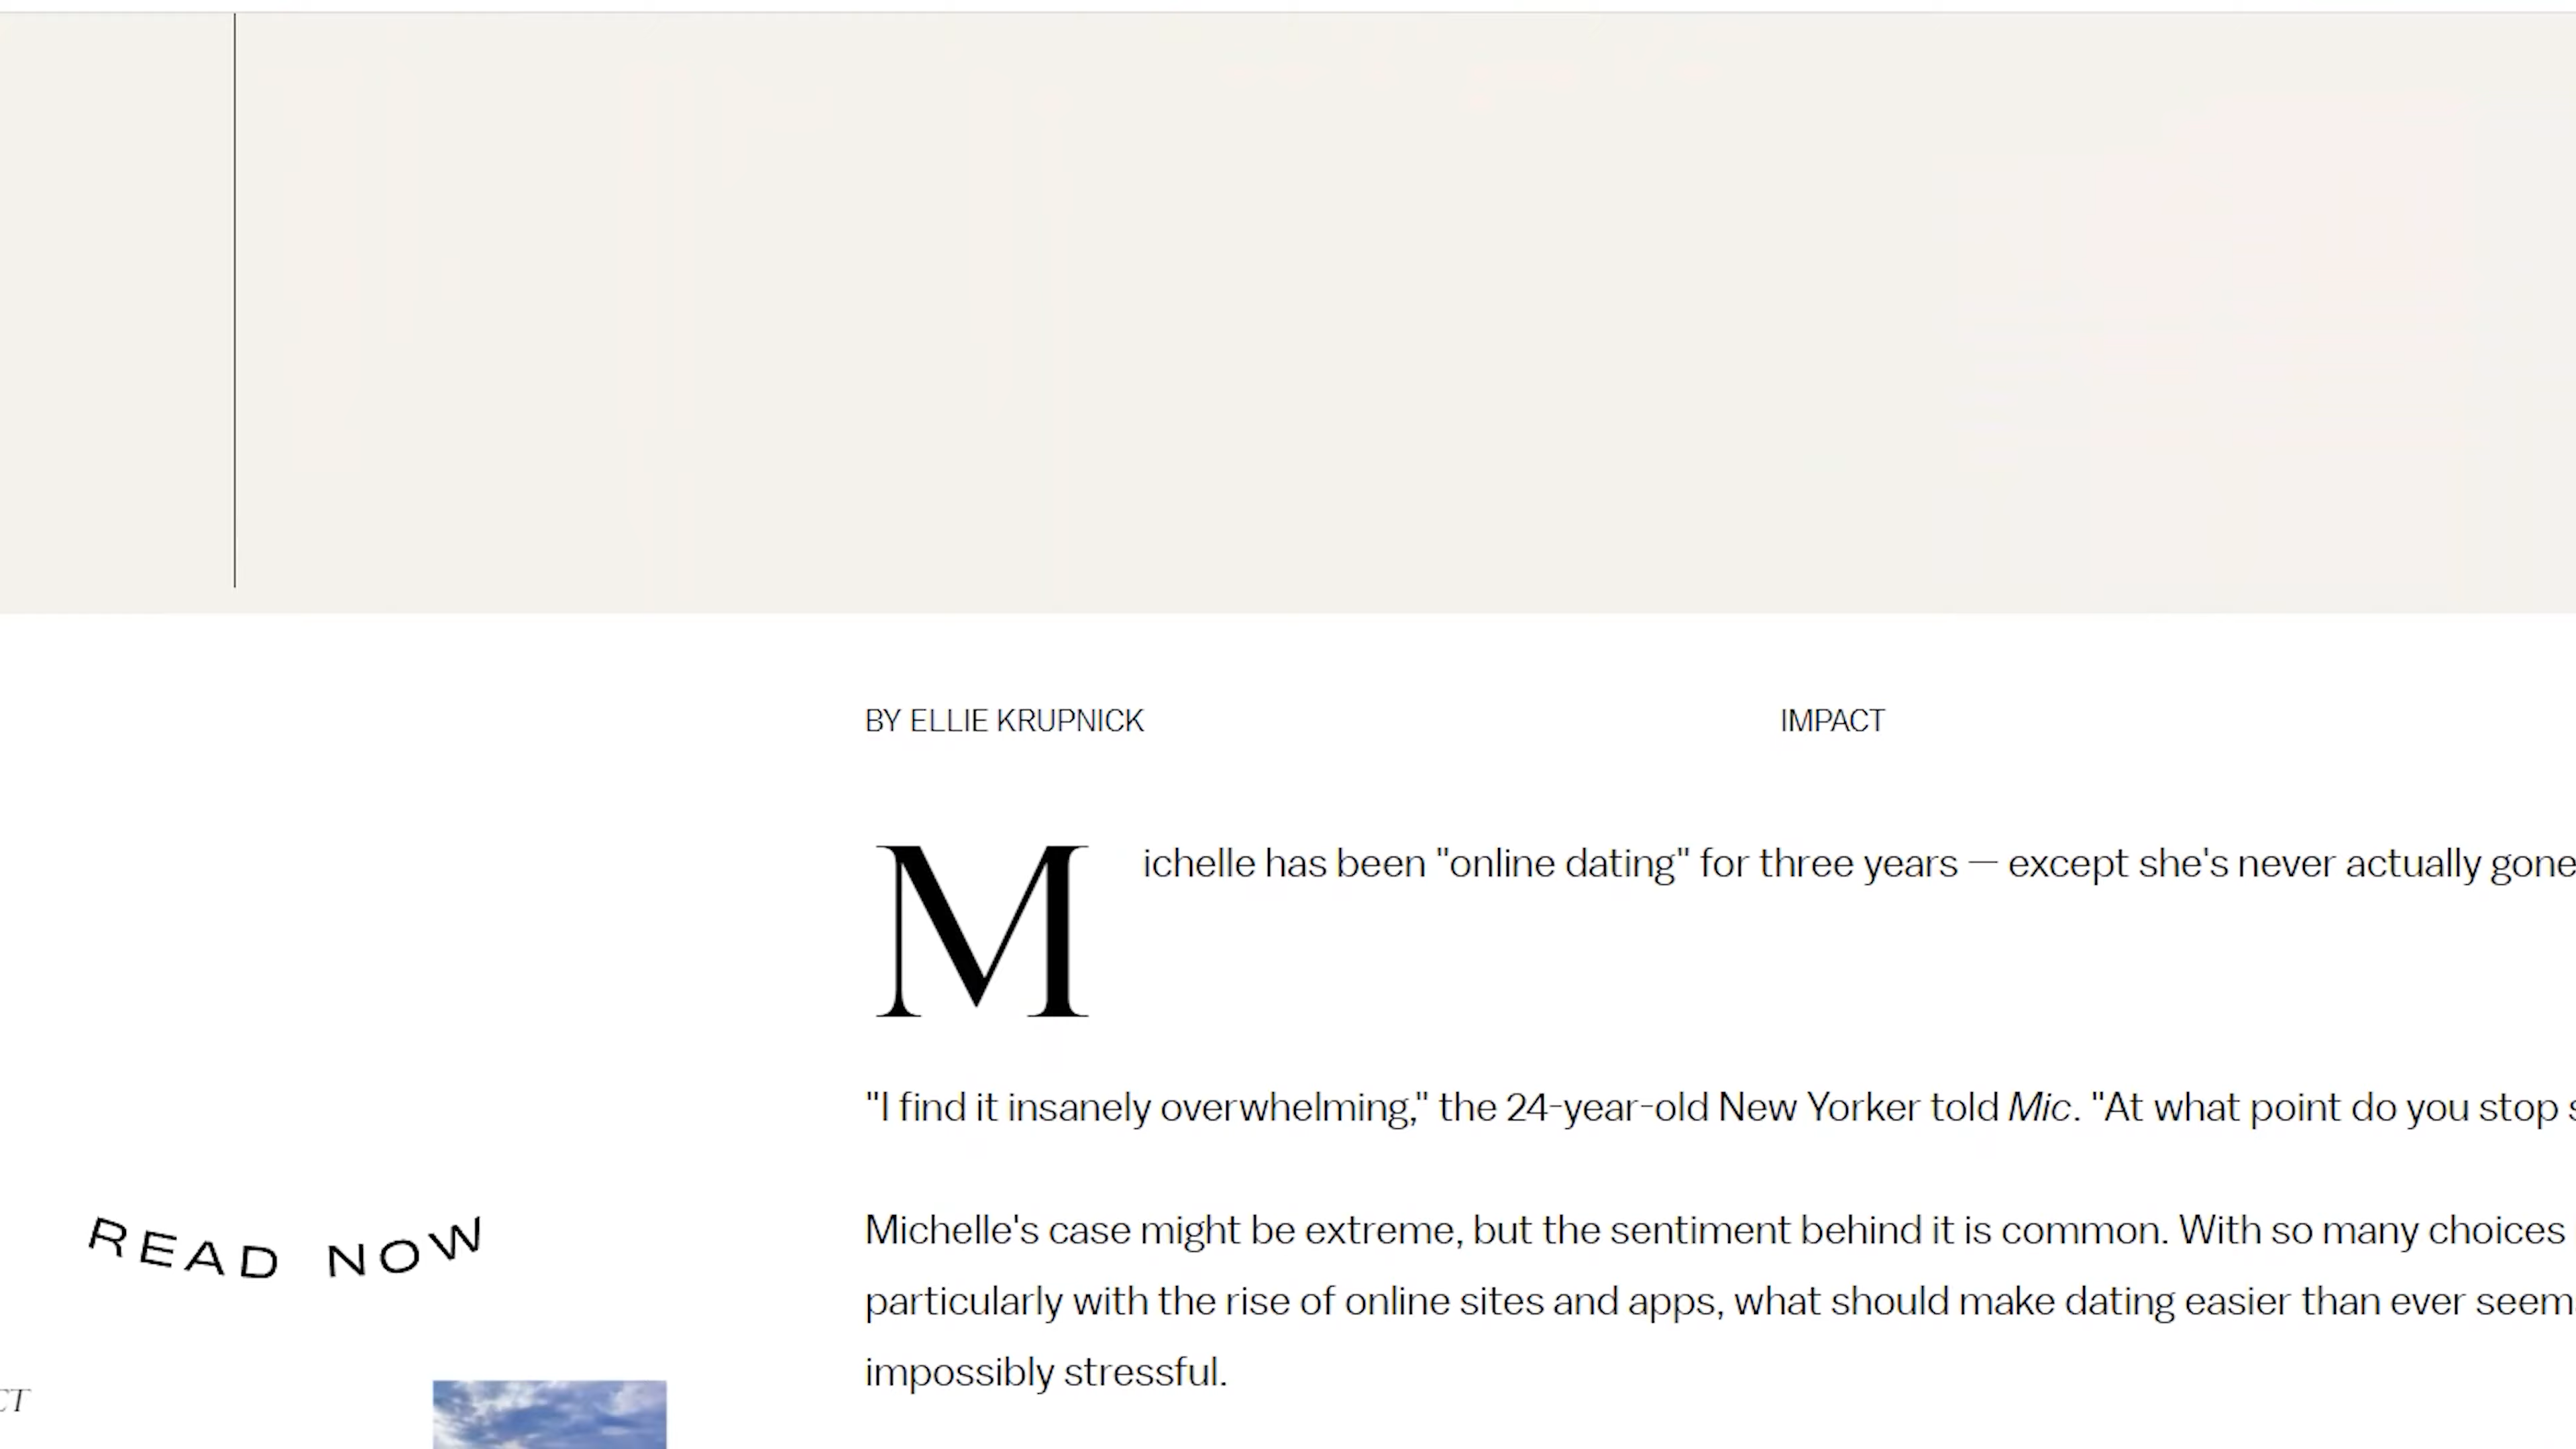 BY ELLIE KRUPNICK
IMPACT
Michelle has been "online dating" for three years — except she's never actually gone
"I find it insanely overwhelming," the 24-year-old New Yorker told Mic. "At what point do you stop s
Michelle's case might be extreme, but the sentiment behind it is common. With so many choices
particularly with the rise of online sites and apps, what should make dating easier than ever seem
impossibly stressful.
READ NOW
CT